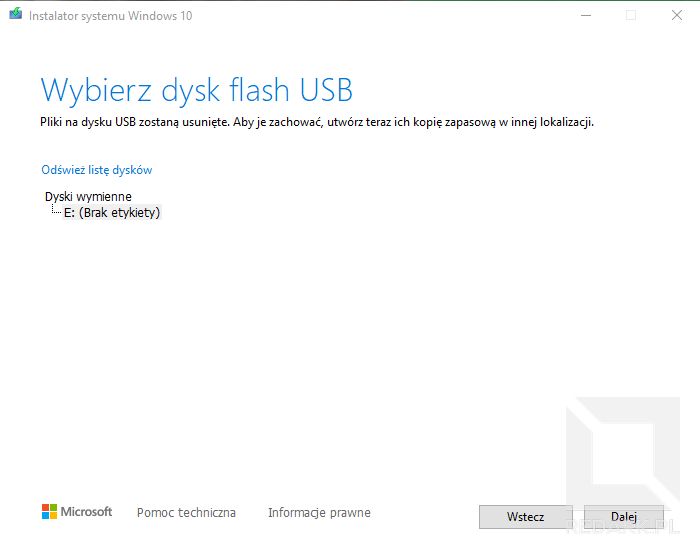 Instalator systemu Windows 10
Wybierz dysk flash USB
Pliki na dysku USB zostaną usunięte. Aby je zachować, utwórz teraz ich kopię zapasową w innej lokalizacji.
Odśwież listę dysków
Dyski wymienne
E: (Brak etykiety)
Microsoft
Pomoc techniczna
Informacje prawne
Wstecz
Dalej